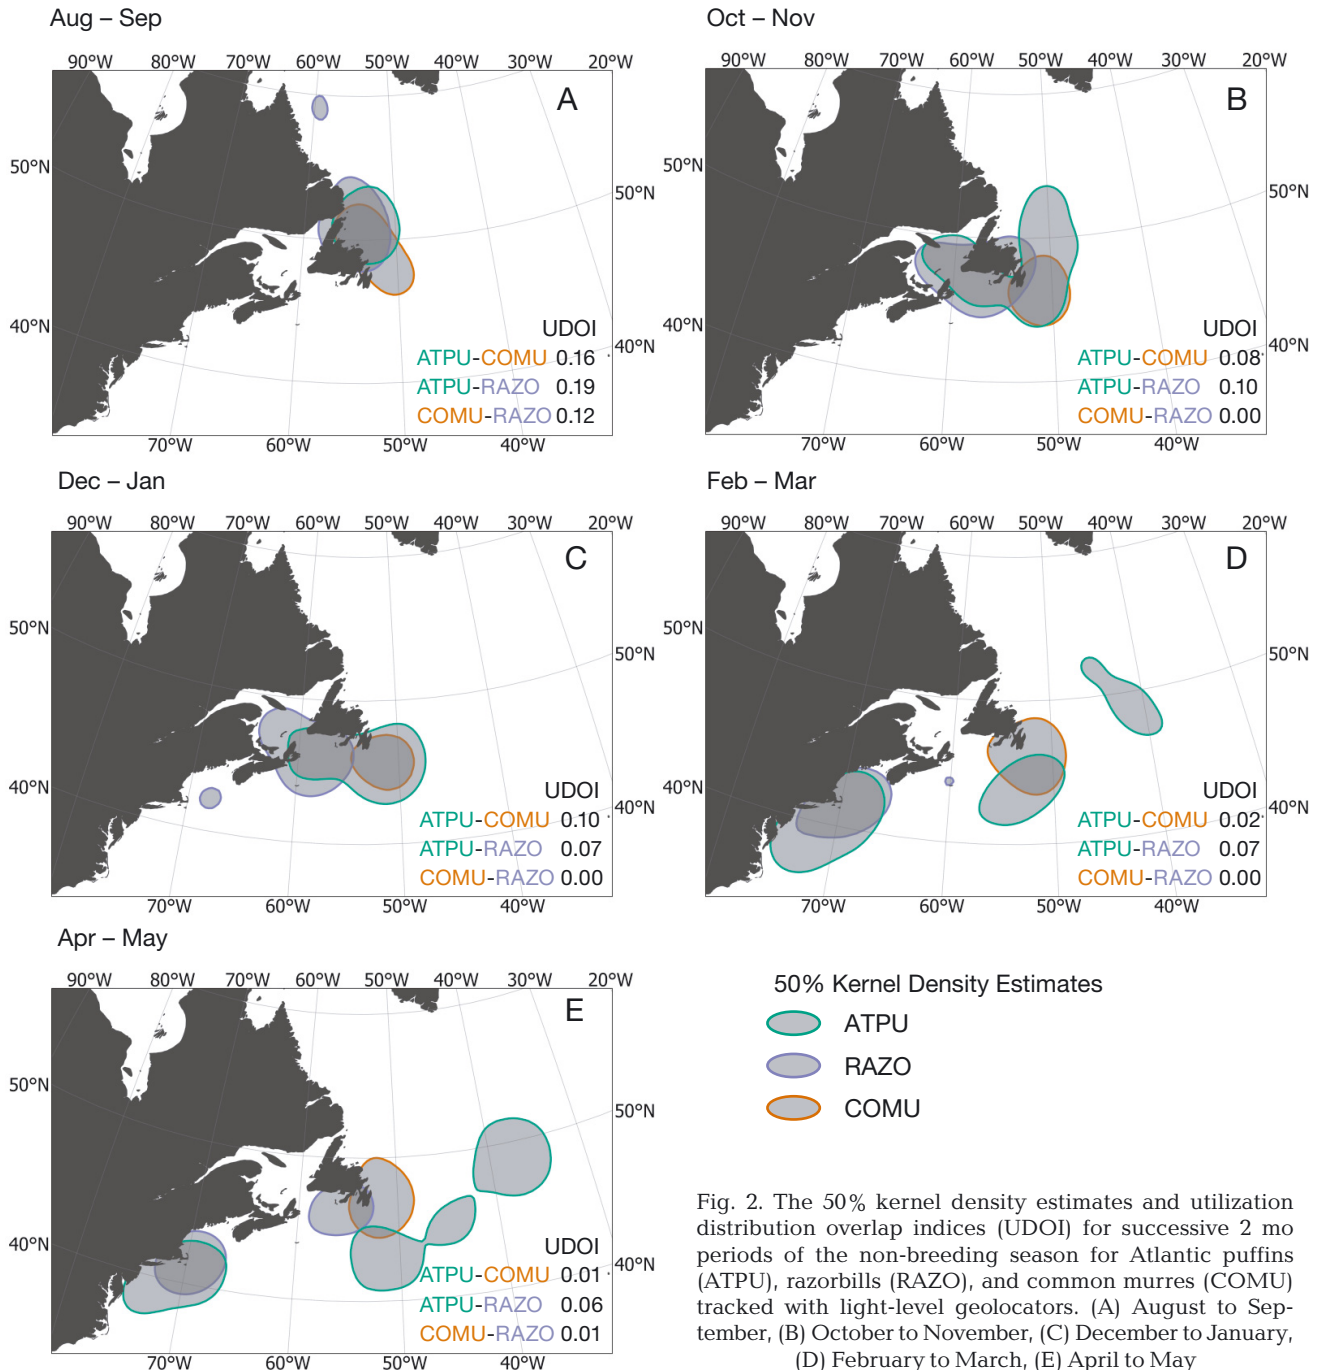 Aug – Sep
90°W 80°W 70°W 60°W 50°W 40°W 30°W 20°W
A
50°N
50°N
40°N
40°N
UDOI
ATPU-COMU 0.16
ATPU-RAZO 0.19
COMU-RAZO 0.12
70°W 60°W 50°W 40°W
Oct – Nov
90°W 80°W 70°W 60°W 50°W 40°W 30°W 20°W
B
50°N
50°N
40°N
40°N
UDOI
ATPU-COMU 0.08
ATPU-RAZO 0.10
COMU-RAZO 0.00
70°W 60°W 50°W 40°W
Dec – Jan
90°W 80°W 70°W 60°W 50°W 40°W 30°W 20°W
C
50°N
50°N
40°N
40°N
UDOI
ATPU-COMU 0.10
ATPU-RAZO 0.07
COMU-RAZO 0.00
70°W 60°W 50°W 40°W
Feb – Mar
90°W 80°W 70°W 60°W 50°W 40°W 30°W 20°W
D
50°N
50°N
40°N
40°N
UDOI
ATPU-COMU 0.02
ATPU-RAZO 0.07
COMU-RAZO 0.00
70°W 60°W 50°W 40°W
Apr – May
90°W 80°W 70°W 60°W 50°W 40°W 30°W 20°W
E
50°N
50°N
40°N
40°N
UDOI
ATPU-COMU 0.01
ATPU-RAZO 0.06
COMU-RAZO 0.01
70°W 60°W 50°W 40°W
50% Kernel Density Estimates
ATPU
RAZO
COMU
Fig. 2. The 50% kernel density estimates and utilization
distribution overlap indices (UDOI) for successive 2 mo
periods of the non-breeding season for Atlantic puffins
(ATPU), razorbills (RAZO), and common murres (COMU)
tracked with light-level geolocators. (A) August to Sep-
tember, (B) October to November, (C) December to January,
(D) February to March, (E) April to May